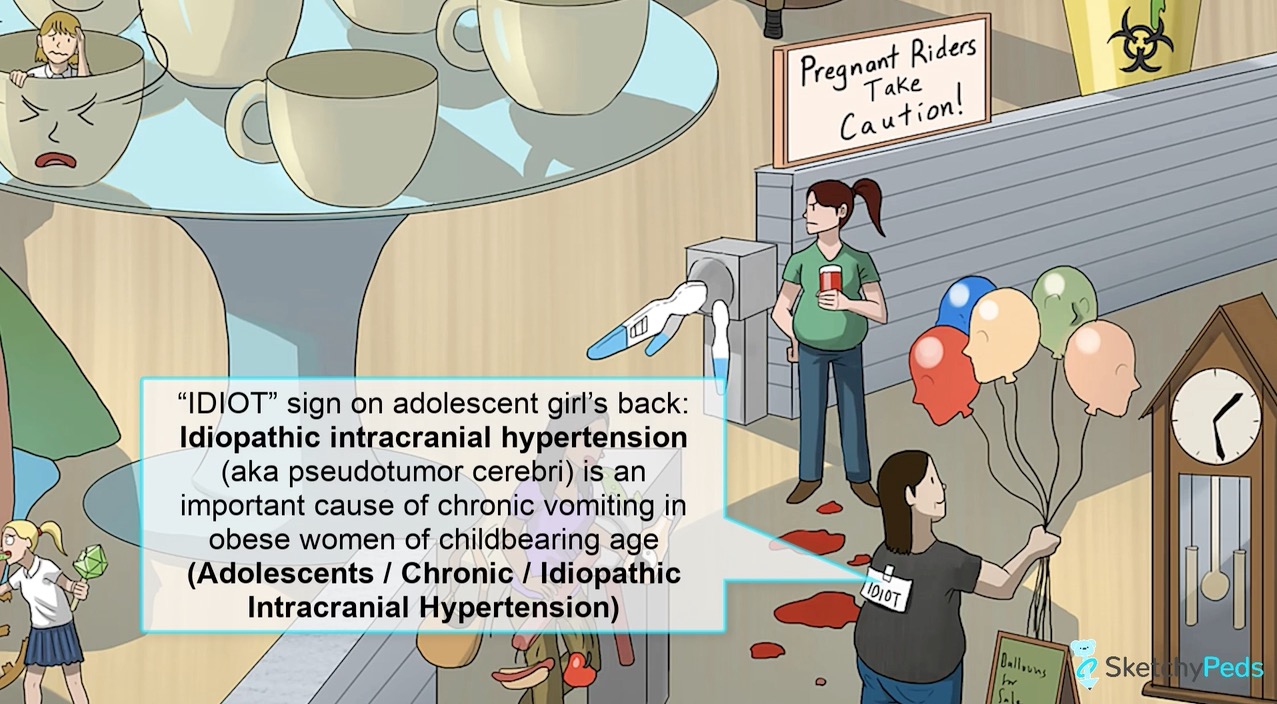 Pregnant Riders
Take
Caution!
“IDIOT” sign on adolescent girl’s back:
Idiopathic intracranial hypertension
(aka pseudotumor cerebri) is an
important cause of chronic vomiting in
obese women of childbearing age
(Adolescents / Chronic / Idiopathic
Intracranial Hypertension)
IDIOT
Balloons
for
Sale
SketchyPeds